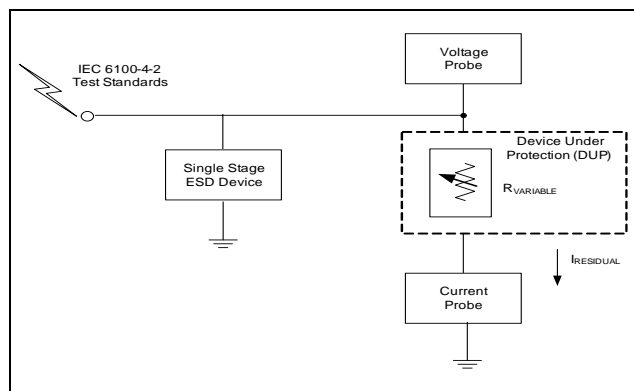 IEC 6100-4-2
Test Standards
Voltage
Probe
Single Stage
ESD Device
Device Under
Protection (DUP)
RVARIABLE
IRESIDUAL
Current
Probe